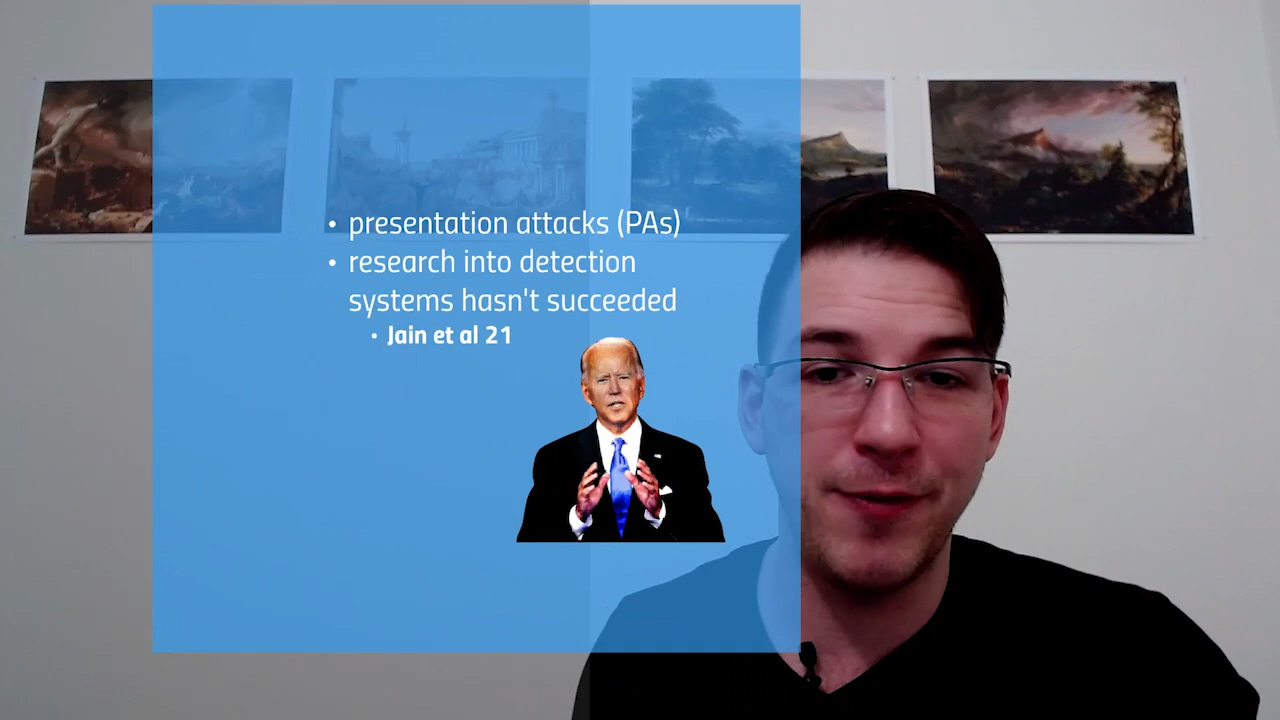 • presentation attacks (PAs)
• research into detection
systems hasn't succeeded
• Jain et al 21